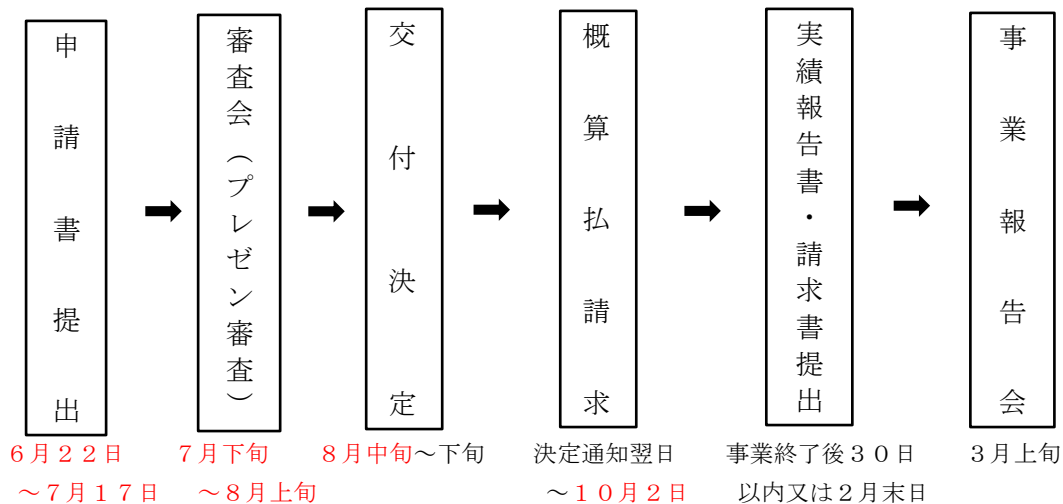 申請書提出
審査会（プレゼン審査）
交付決定
概算払請求
実績報告書・請求書提出
事業報告会
６月２２日
～７月１７日
７月下旬
～８月上旬
８月中旬～下旬
決定通知翌日
～１０月２日
事業終了後３０日
以内又は２月末日
３月上旬